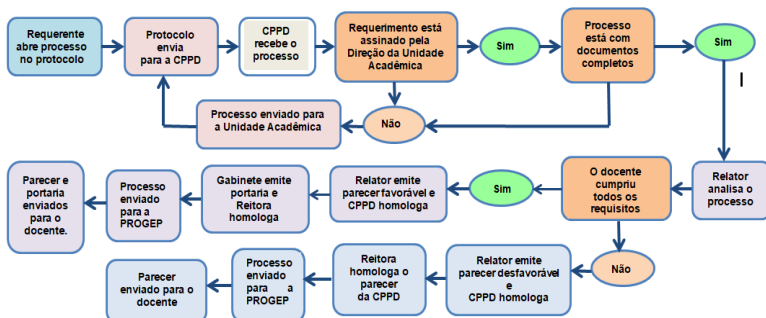 Requerente
abre processo
no protocolo
Protocolo
envia
para a CPPD
CPPD
recebe o
processo
Requerimento está
assinado pela
Direção da Unidade
Acadêmica
Sim
Processo
está com
documentos
completos
Sim
Processo enviado para
a Unidade Acadêmica
Não
Parecer e
portaria
enviados
para o
docente.
Processo
enviado
para a
PROGEP
Gabinete emite
portaria e
Reitora
homologa
Relator emite
parecer favorável e
CPPD homologa
Sim
O docente
cumpriu
todos os
requisitos
Relator
analisa o
processo
Parecer
enviado para o
docente
Processo
enviado
para a
PROGEP
Reitora
homologa o
parecer
da CPPD
Relator emite
parecer desfavorável
e
CPPD homologa
Não